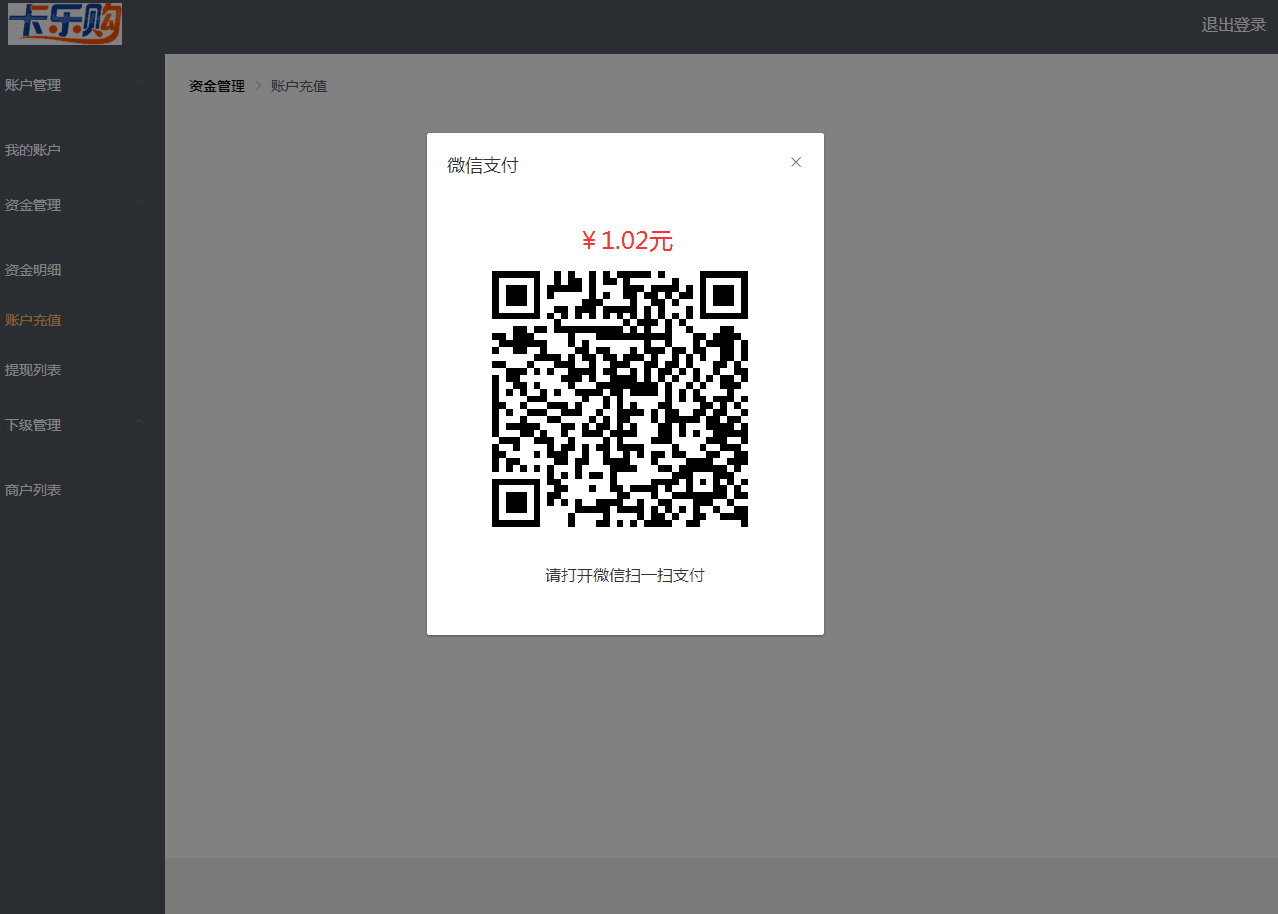 卡乐购
退出登录
账户管理
资金管理 > 账户充值
我的账户
资金管理
资金明细
账户充值
提现列表
下级管理
商户列表
微信支付
¥ 1.02元
请打开微信扫一扫支付